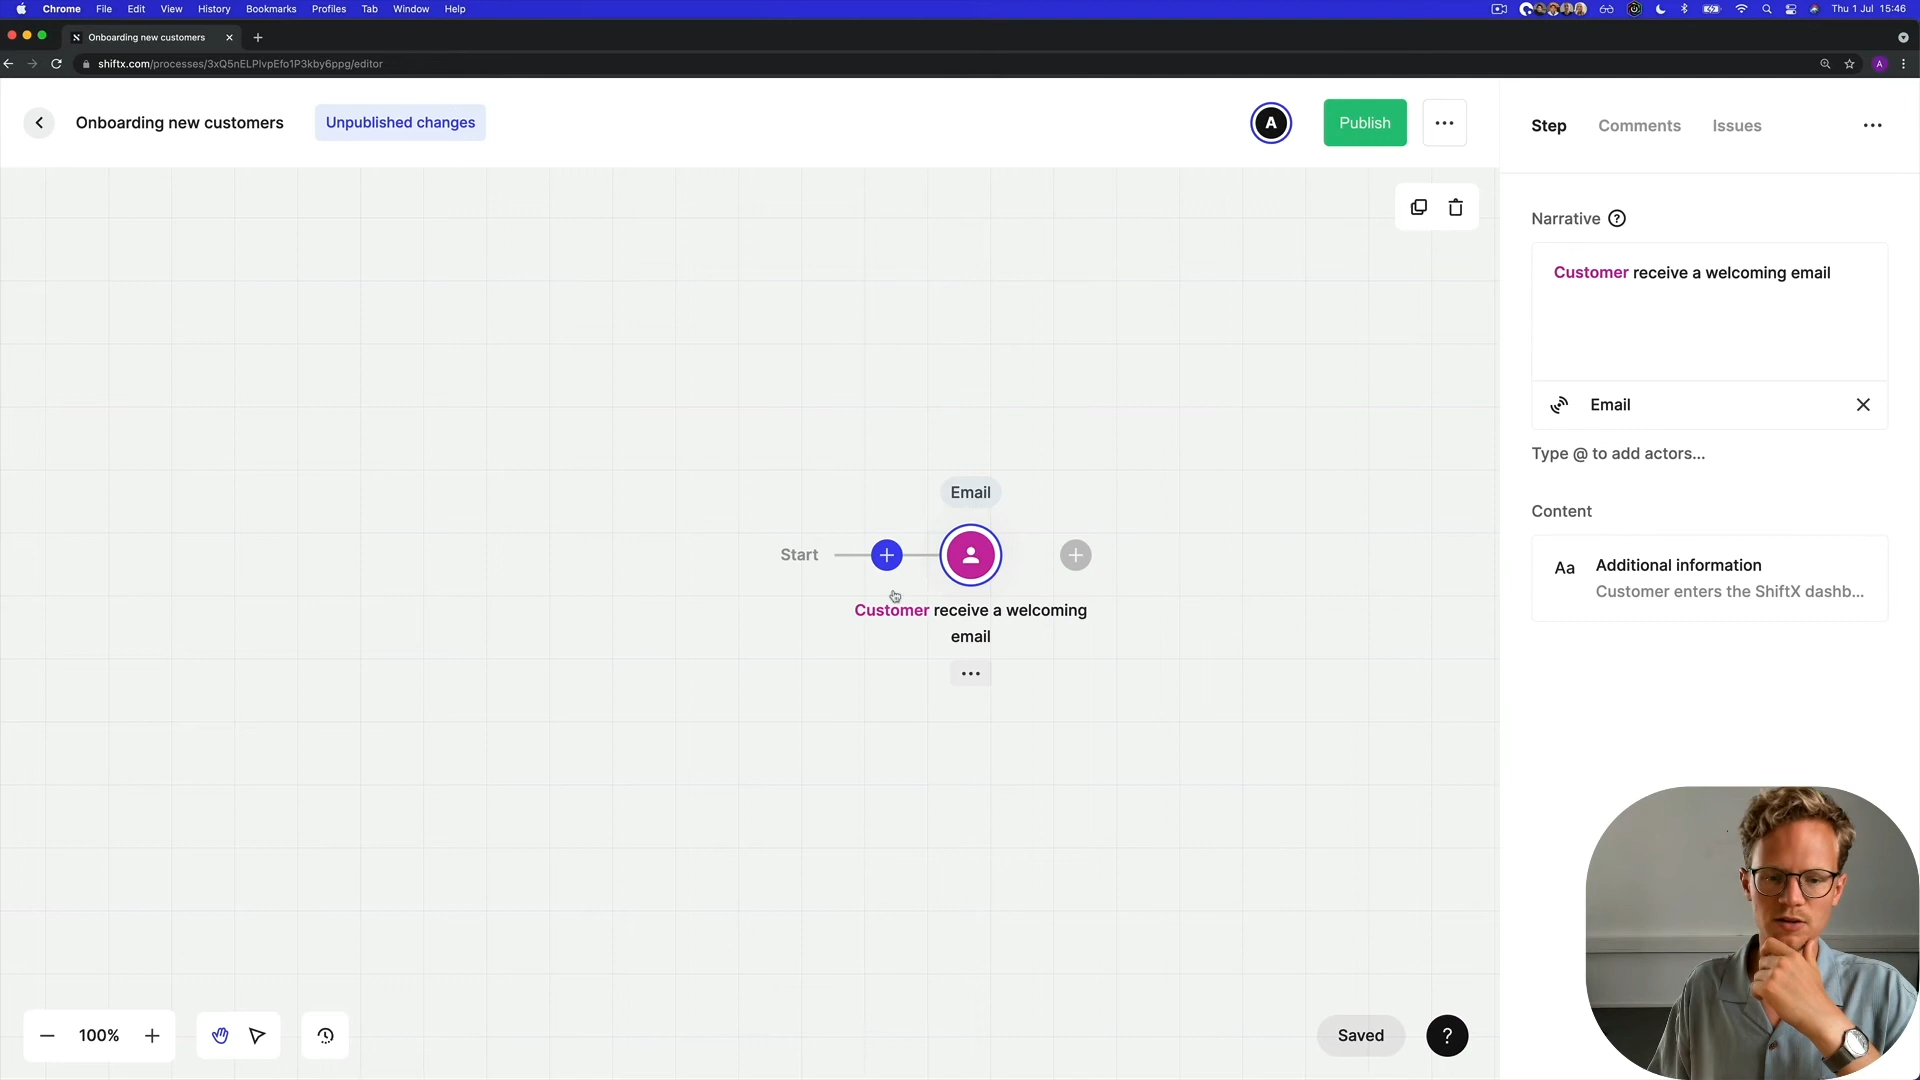 Chrome File Edit View History Bookmarks Profiles Tab Window Help
Thu 1 Jul 15:46
Onboarding new customers
shiftx.com/processes/3xQ5nELPIvpEfo1P3kby6ppg/editor
A
Onboarding new customers
Unpublished changes
A
Publish
Step
Comments
Issues
Narrative
Customer receive a welcoming email
Email
Type @ to add actors...
Content
Aa
Additional information
Customer enters the ShiftX dashb...
Email
Start
Customer receive a welcoming
email
100%
Saved
?